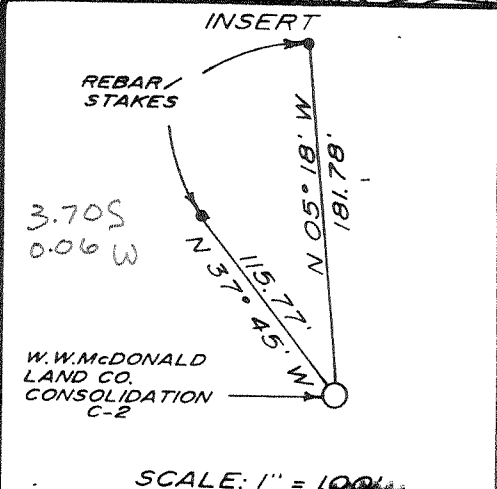 INSERT
REBAR/
STAKES
N 05° 18' W
181.78'
3.70S
0.06 W
115.77'
N 37° 45' W
W.W.McDONALD
LAND CO.
CONSOLIDATION
C-2
SCALE: 1" = 100'